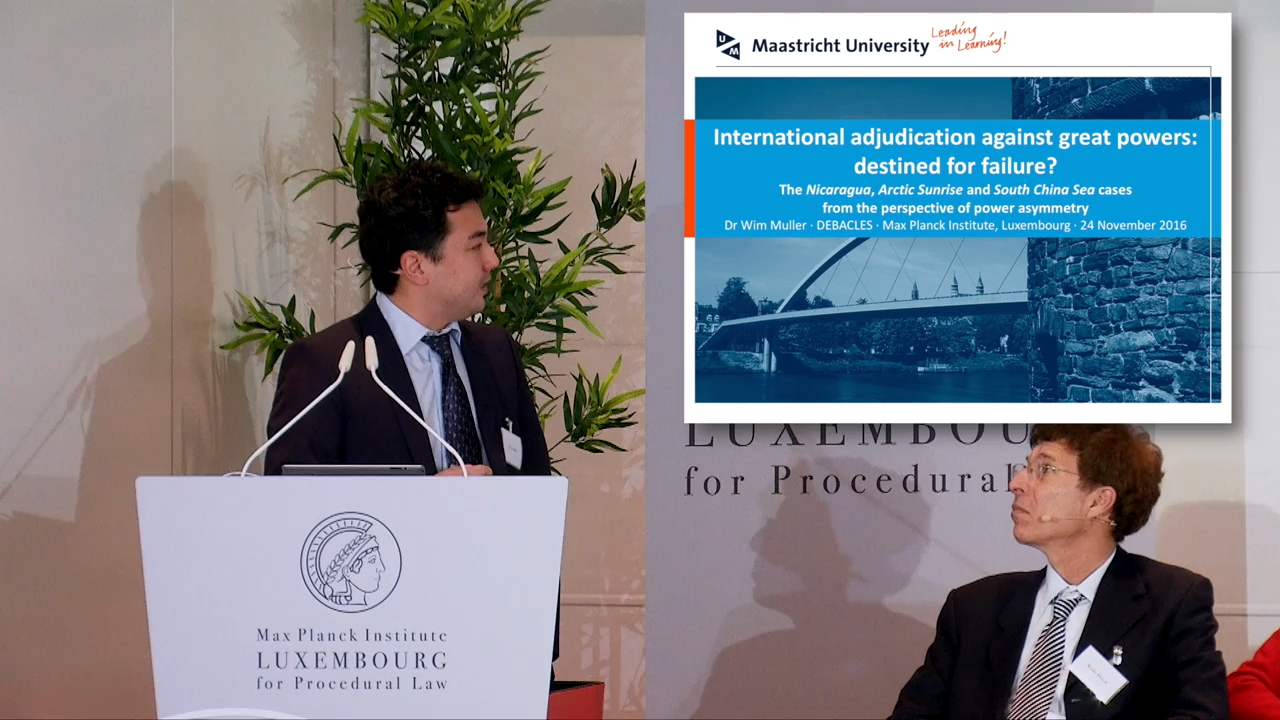 Maastricht University
Leading
in Learning!
International adjudication against great powers:
destined for failure?
The Nicaragua, Arctic Sunrise and South China Sea cases
from the perspective of power asymmetry
Dr Wim Muller · DEBACLES · Max Planck Institute, Luxembourg · 24 November 2016
LUXEMBOU
for Procedural
Max Planck Institute
LUXEMBOURG
for Procedural Law